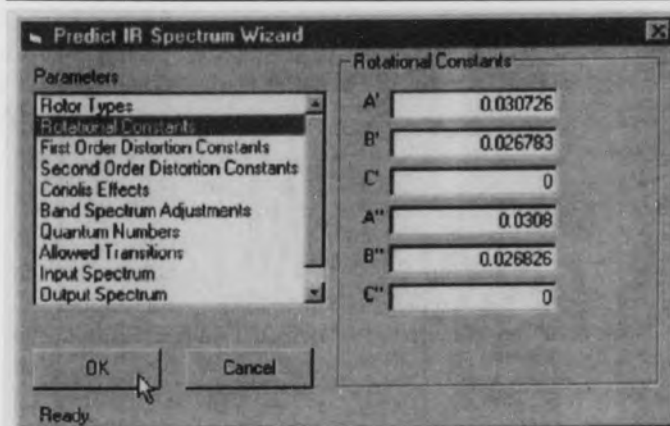 Predict IR Spectrum Wizard
Parameters
Rotor Types
Rotational Constants
First Order Distortion Constants
Second Order Distortion Constants
Coriolis Effects
Band Spectrum Adjustments
Quantum Numbers
Allowed Transitions
Input Spectrum
Output Spectrum
OK
Cancel
Ready.
Rotational Constants
A' 0.030726
B' 0.026783
C' 0
A" 0.0308
B" 0.026826
C" 0